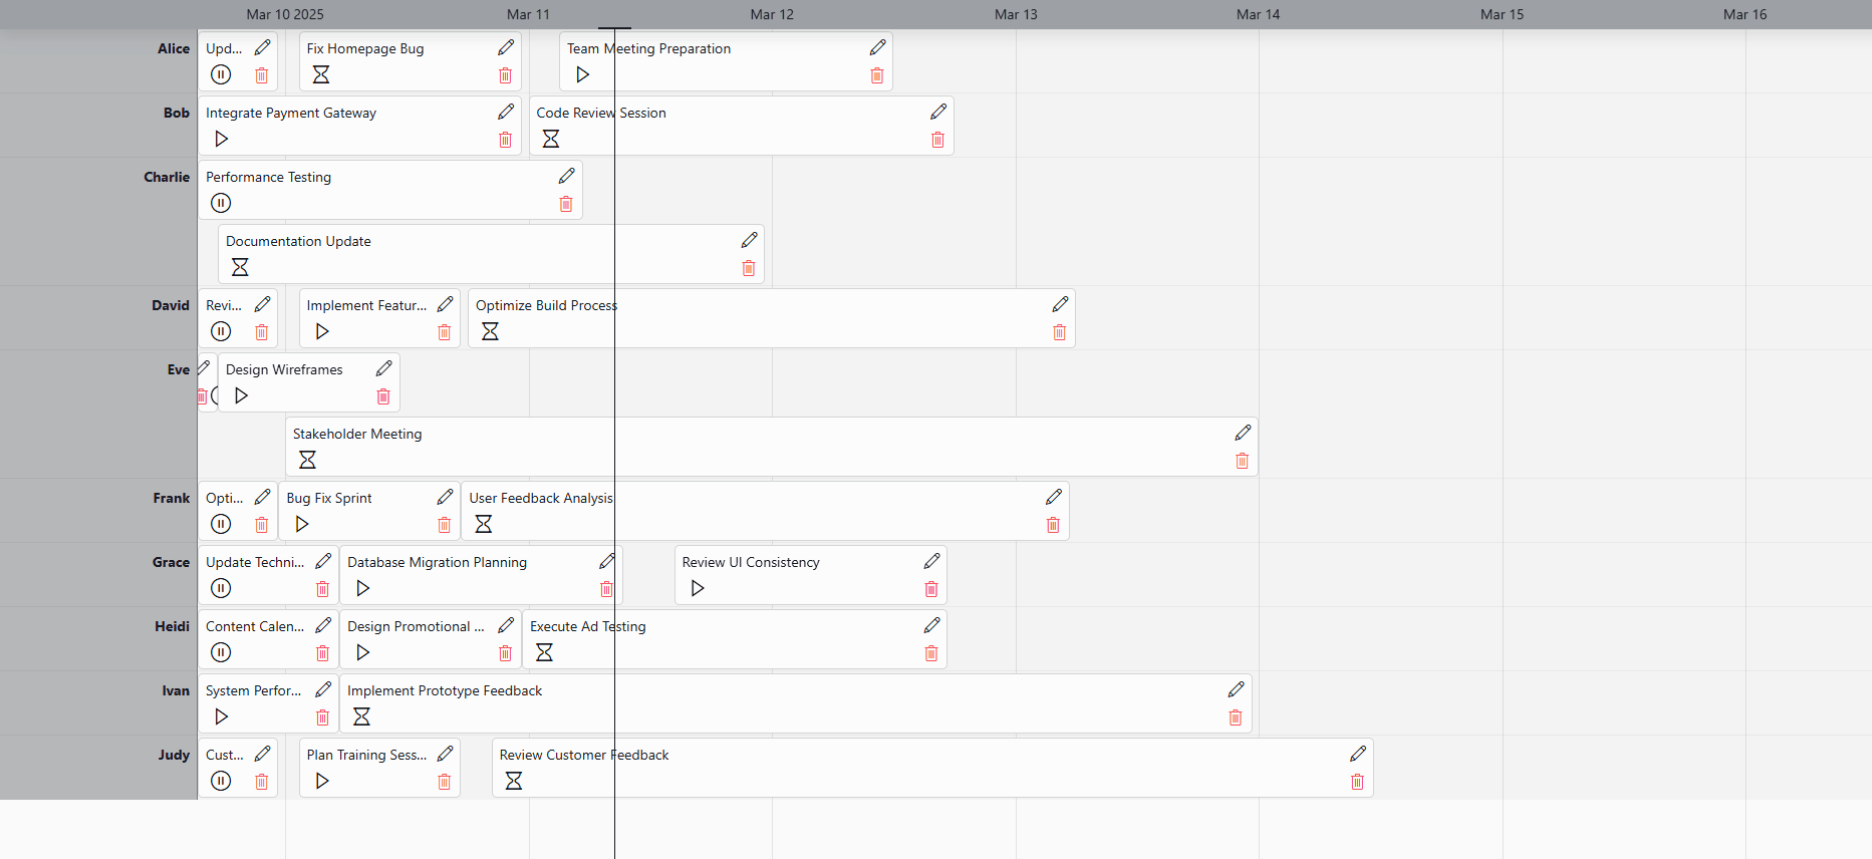 Mar 10 2025 Mar 11 Mar 12 Mar 13 Mar 14 Mar 15 Mar 16
Alice Upd... Fix Homepage Bug Team Meeting Preparation
Bob Integrate Payment Gateway Code Review Session
Charlie Performance Testing
Documentation Update
David Revi... Implement Featur... Optimize Build Process
Eve Design Wireframes
Stakeholder Meeting
Frank Opti... Bug Fix Sprint User Feedback Analysis
Grace Update Techni... Database Migration Planning Review UI Consistency
Heidi Content Calen... Design Promotional ... Execute Ad Testing
Ivan System Perfor... Implement Prototype Feedback
Judy Cust... Plan Training Sess... Review Customer Feedback